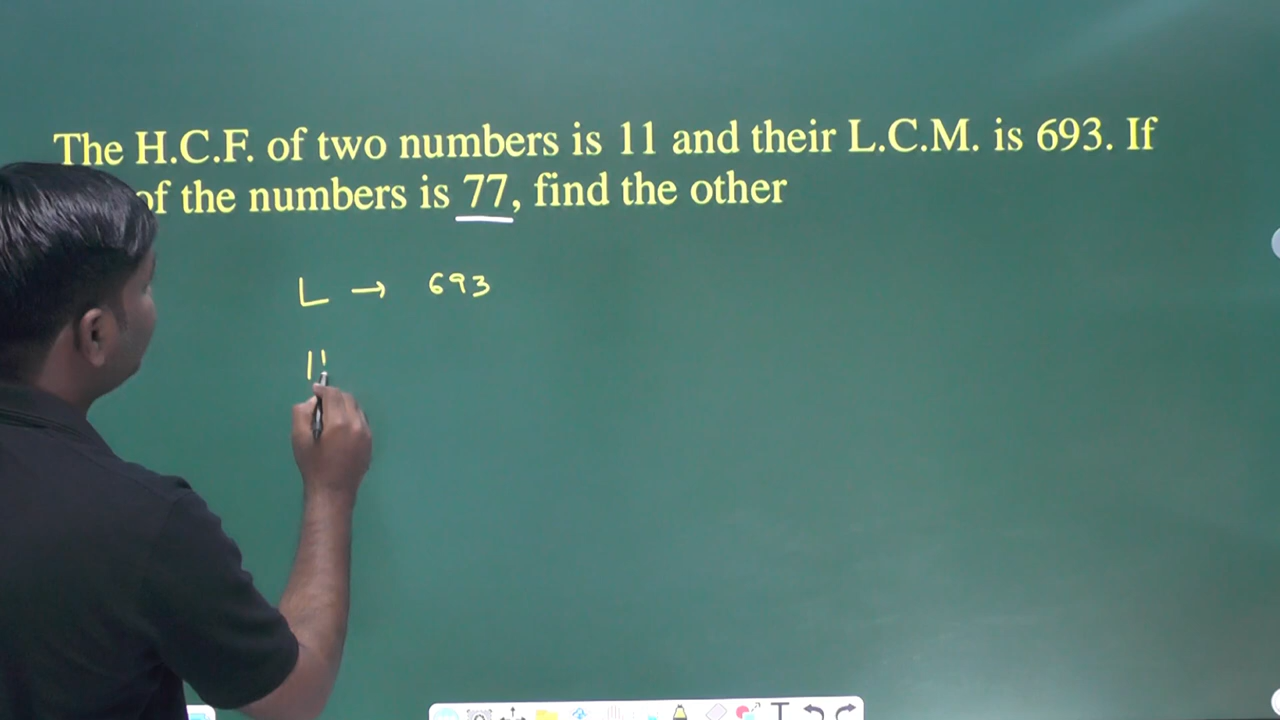 The H.C.F. of two numbers is 11 and their L.C.M. is 693. If
of the numbers is 77, find the other
L → 693